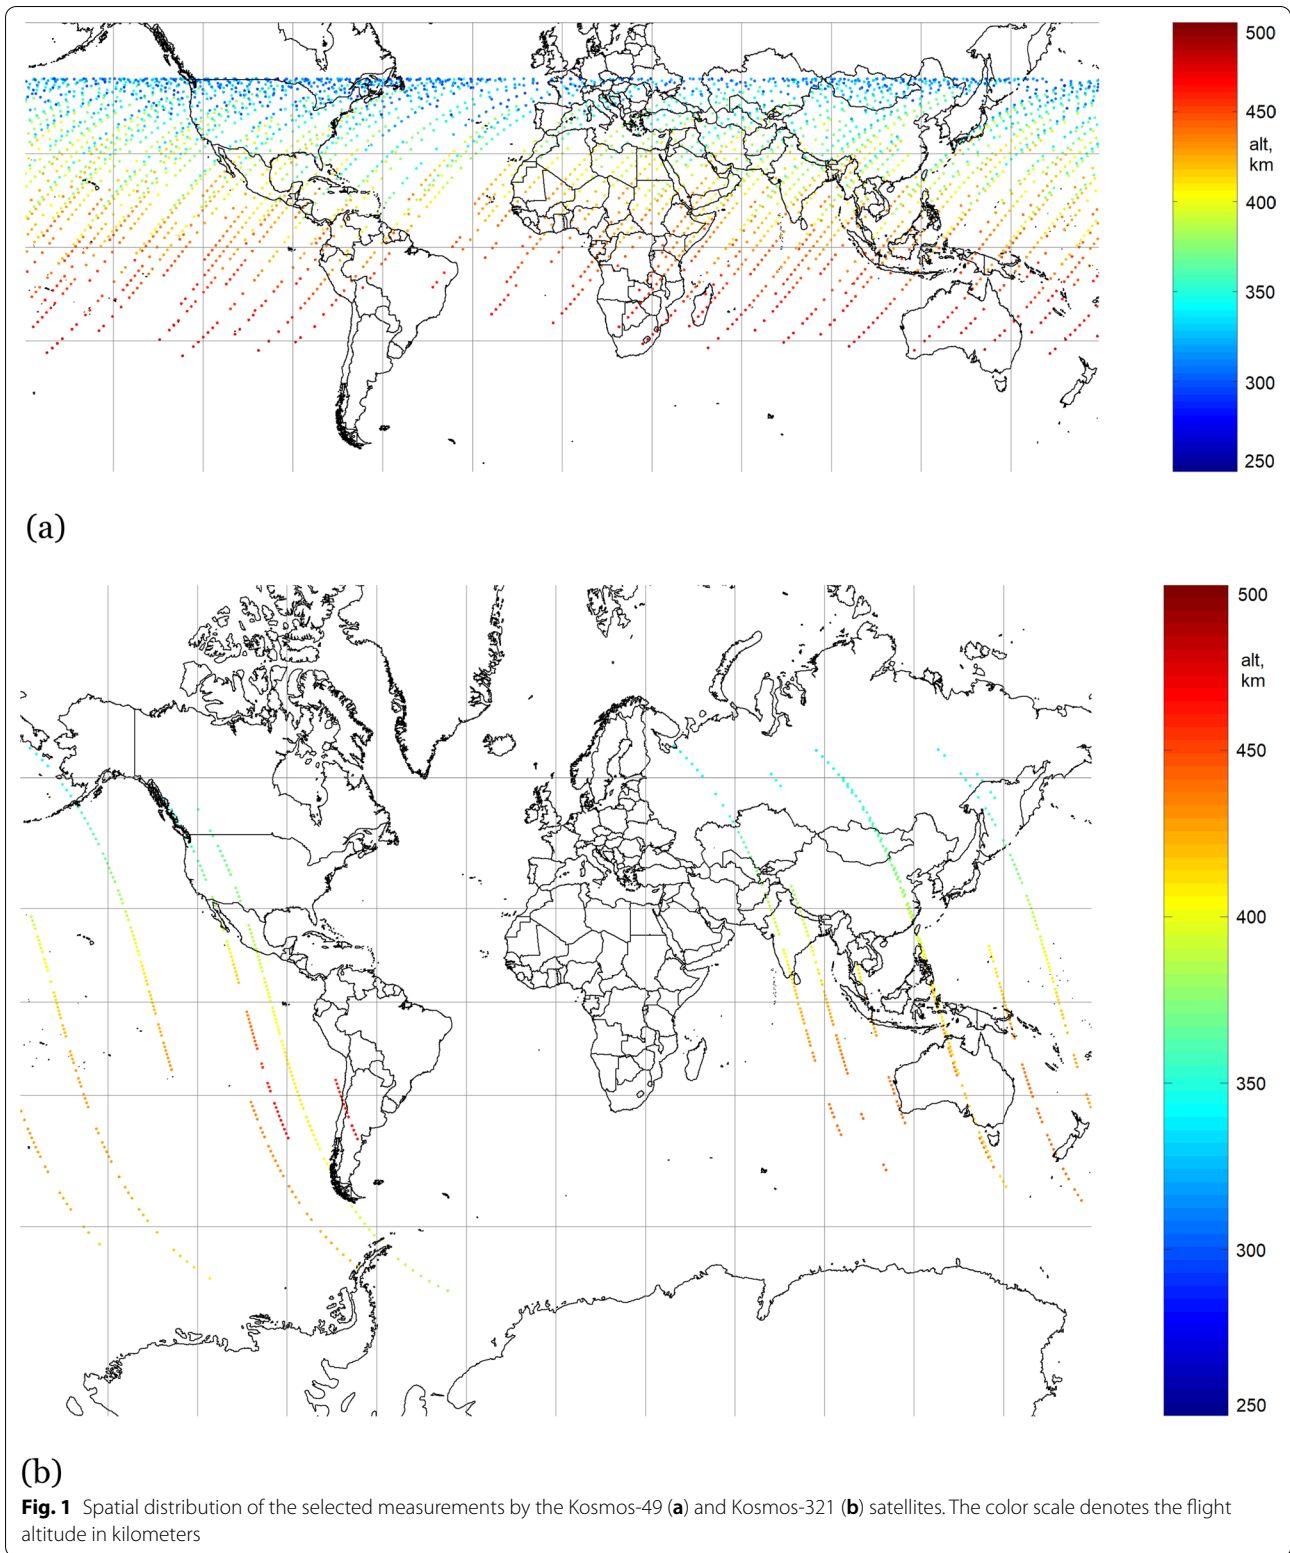 500
450
alt,
km
400
350
300
250
(a)
500
alt,
km
450
400
350
300
250
(b)
Fig. 1 Spatial distribution of the selected measurements by the Kosmos-49 (a) and Kosmos-321 (b) satellites. The color scale denotes the flight
altitude in kilometers